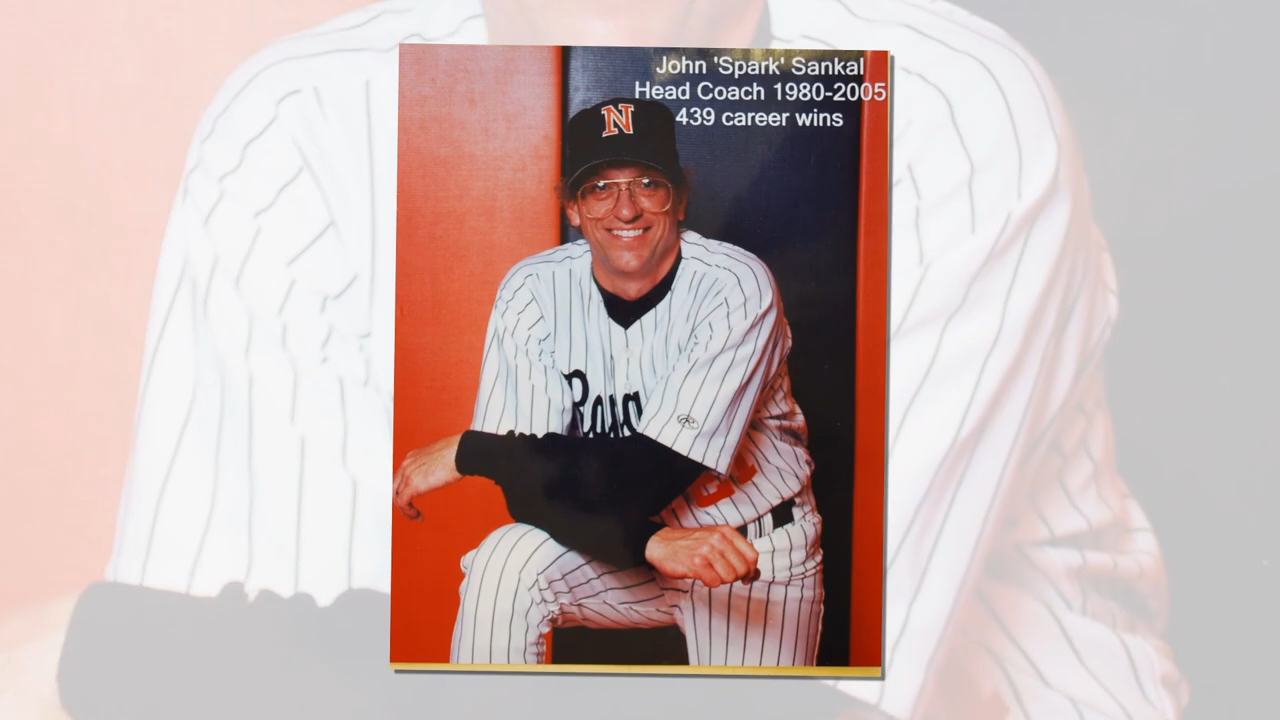 John 'Spark' Sankal
Head Coach 1980-2005
439 career wins
N